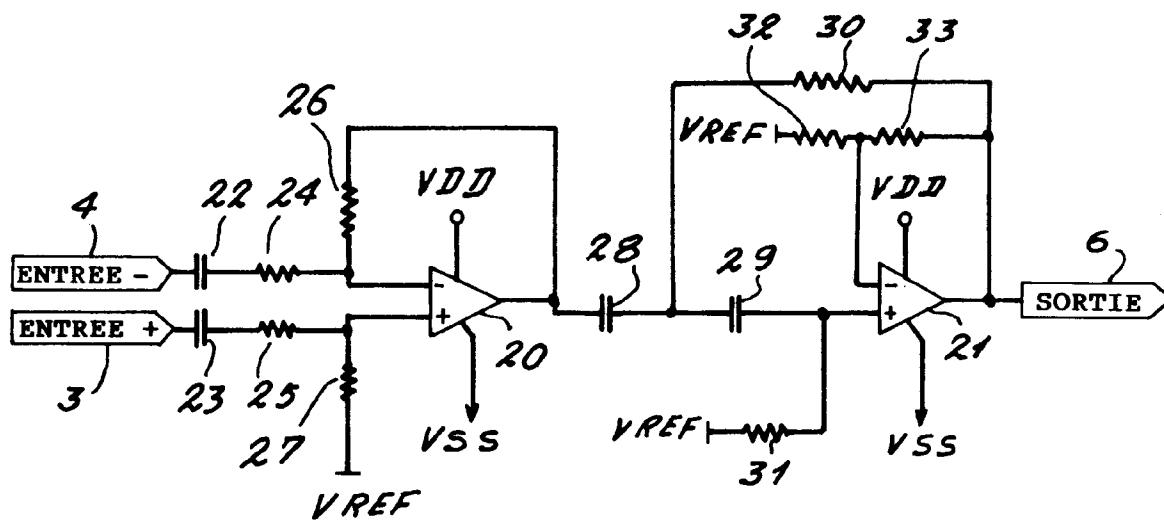 32
30
33
26
VREF
VDD
VDD
22
24
4
6
28
29
ENTREE -
-
-
SORTIE
ENTREE +
+
+
20
21
3
23
25
27
VSS
VREF
31
VSS
VREF